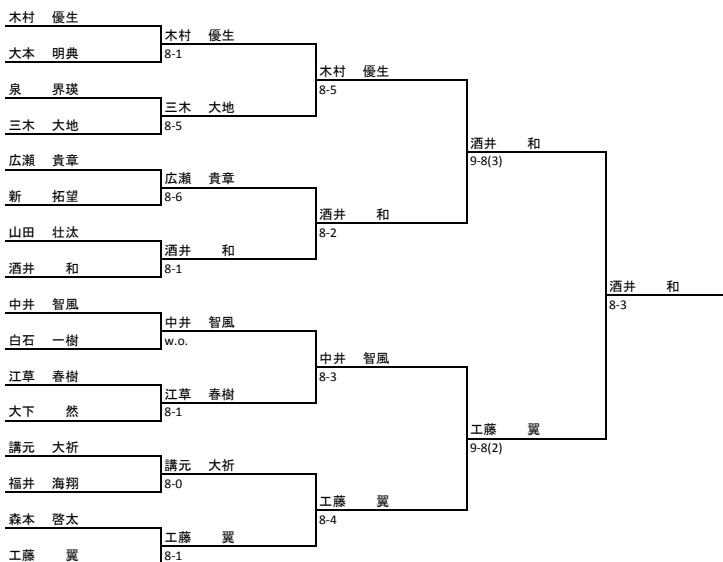 木村 優生
木村 優生
大本 明典
8-1
木村 優生
泉 界瑛
8-5
三木 大地
三木 大地
8-5
酒井 和
広瀬 貴章
9-8(3)
広瀬 貴章
新 拓望
8-6
酒井 和
山田 壮汰
8-2
酒井 和
酒井 和
8-1
酒井 和
中井 智風
8-3
中井 智風
白石 一樹
w.o.
中井 智風
江草 春樹
8-3
江草 春樹
大下 然
8-1
工藤 翼
講元 大祈
9-8(2)
講元 大祈
福井 海翔
8-0
工藤 翼
森本 啓太
8-4
工藤 翼
工藤 翼
8-1